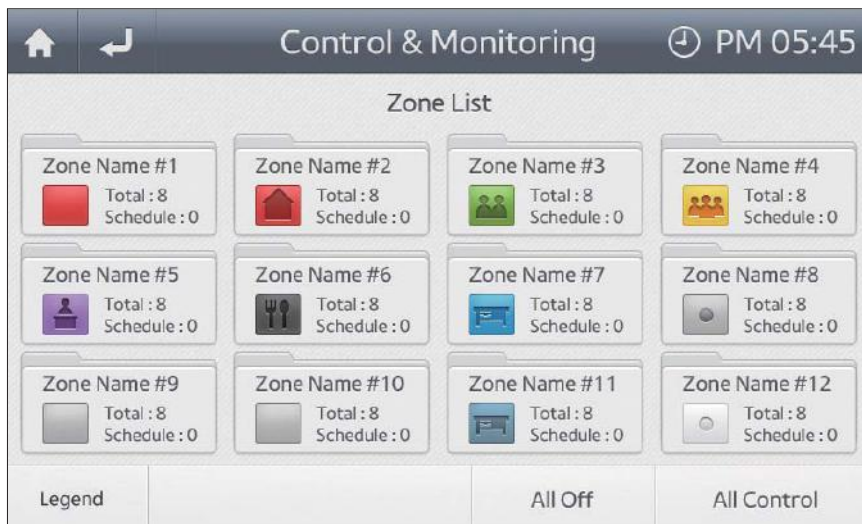 Control & Monitoring
PM 05:45
Zone List
Zone Name #1
Total : 8
Schedule : 0
Zone Name #2
Total : 8
Schedule : 0
Zone Name #3
Total : 8
Schedule : 0
Zone Name #4
Total : 8
Schedule : 0
Zone Name #5
Total : 8
Schedule : 0
Zone Name #6
Total : 8
Schedule : 0
Zone Name #7
Total : 8
Schedule : 0
Zone Name #8
Total : 8
Schedule : 0
Zone Name #9
Total : 8
Schedule : 0
Zone Name #10
Total : 8
Schedule : 0
Zone Name #11
Total : 8
Schedule : 0
Zone Name #12
Total : 8
Schedule : 0
Legend
All Off
All Control